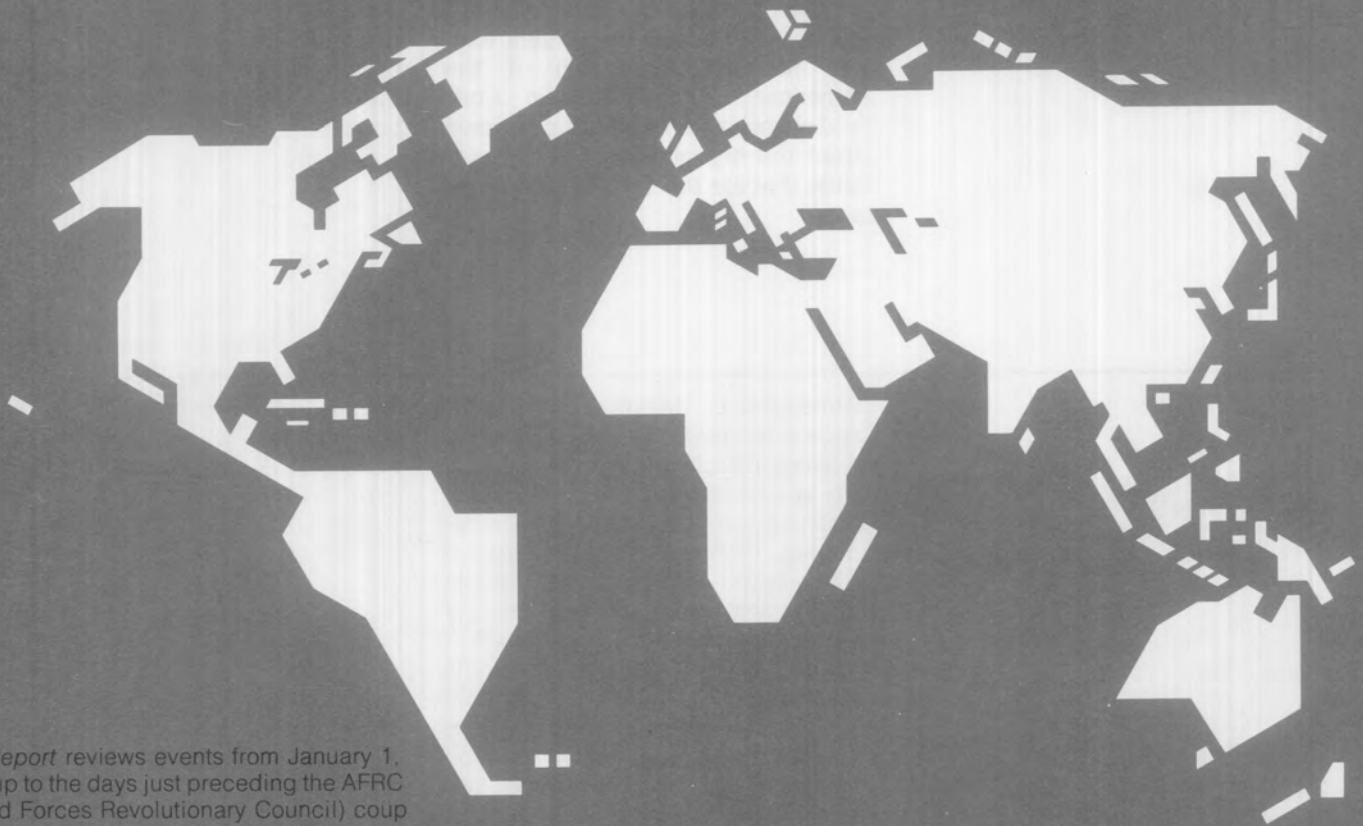 eport reviews events from January 1,
up to the days just preceding the AFRC
d Forces Revolutionary Council) coup